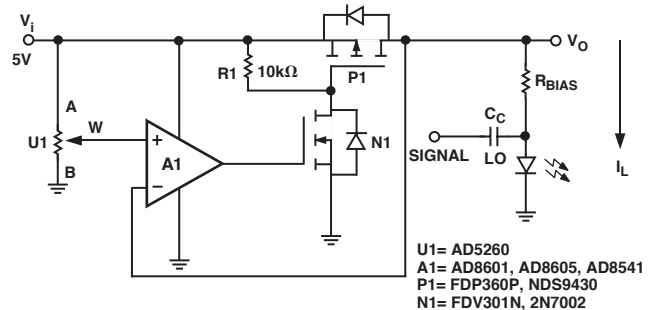 Vi
5V
VO
R1
10kΩ
P1
RBIAS
A
W
U1
B
+
A1
−
N1
CC
SIGNAL
LO
IL
U1= AD5260
A1= AD8601, AD8605, AD8541
P1= FDP360P, NDS9430
N1= FDV301N, 2N7002